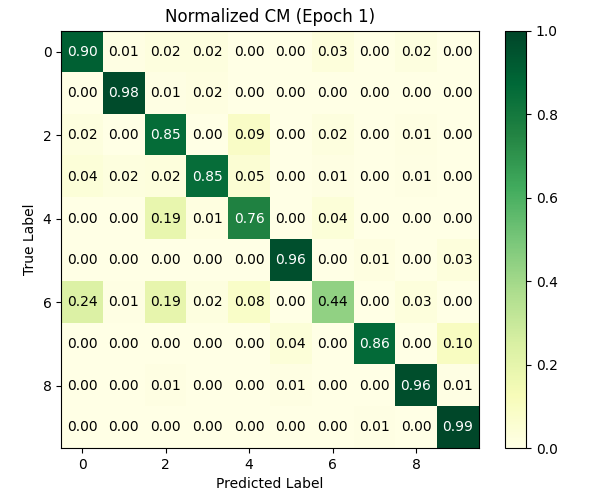 Normalized CM (Epoch 1)
1.0
0 0.90 0.01 0.02 0.02 0.00 0.00 0.03 0.00 0.02 0.00
0.00 0.98 0.01 0.02 0.00 0.00 0.00 0.00 0.00 0.00
0.8
2 0.02 0.00 0.85 0.00 0.09 0.00 0.02 0.00 0.01 0.00
0.04 0.02 0.02 0.85 0.05 0.00 0.01 0.00 0.01 0.00
0.6
4 0.00 0.00 0.19 0.01 0.76 0.00 0.04 0.00 0.00 0.00
True Label
0.00 0.00 0.00 0.00 0.00 0.96 0.00 0.01 0.00 0.03
0.4
6 0.24 0.01 0.19 0.02 0.08 0.00 0.44 0.00 0.03 0.00
0.00 0.00 0.00 0.00 0.00 0.04 0.00 0.86 0.00 0.10
0.2
8 0.00 0.00 0.01 0.00 0.00 0.01 0.00 0.00 0.96 0.01
0.00 0.00 0.00 0.00 0.00 0.00 0.00 0.01 0.00 0.99
0.0
0 2 4 6 8
Predicted Label